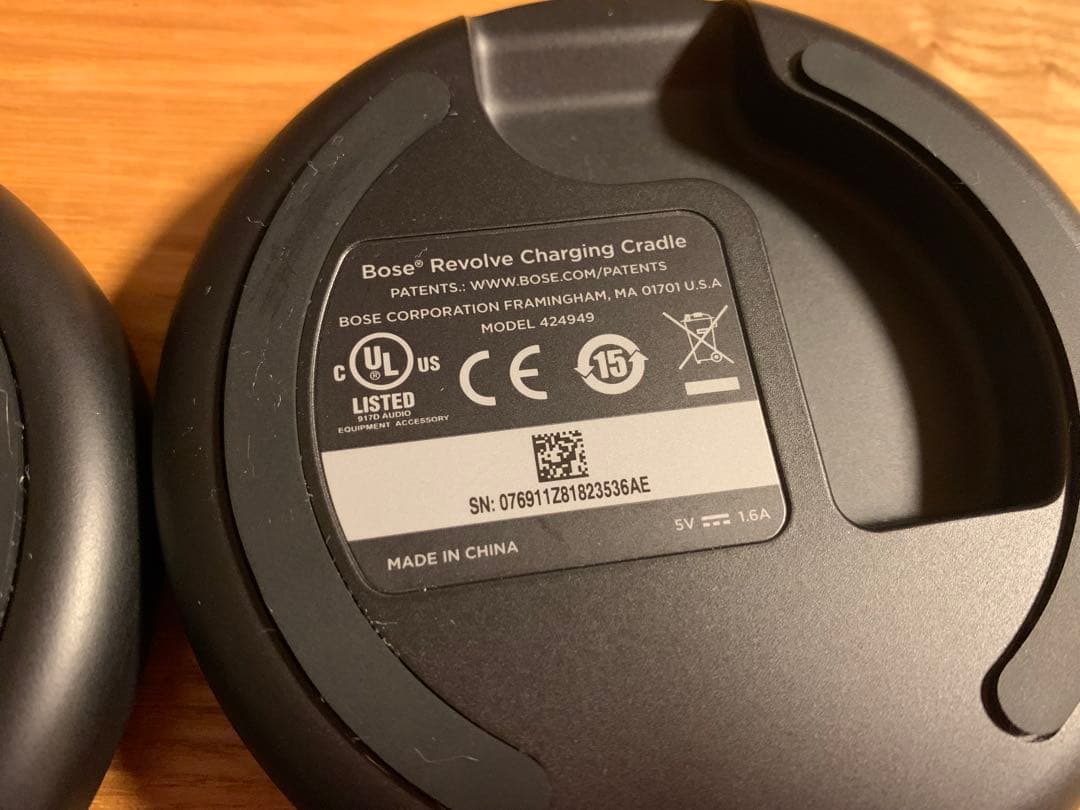 Bose® Revolve Charging Cradle
PATENTS.: WWW.BOSE.COM/PATENTS
BOSE CORPORATION FRAMINGHAM, MA 01701 U.S.A
MODEL 424949
C UL ® US
LISTED
917D AUDIO
EQUIPMENT ACCESSORY
CE
15
SN: 076911Z81823536AE
5V 1.6A
MADE IN CHINA